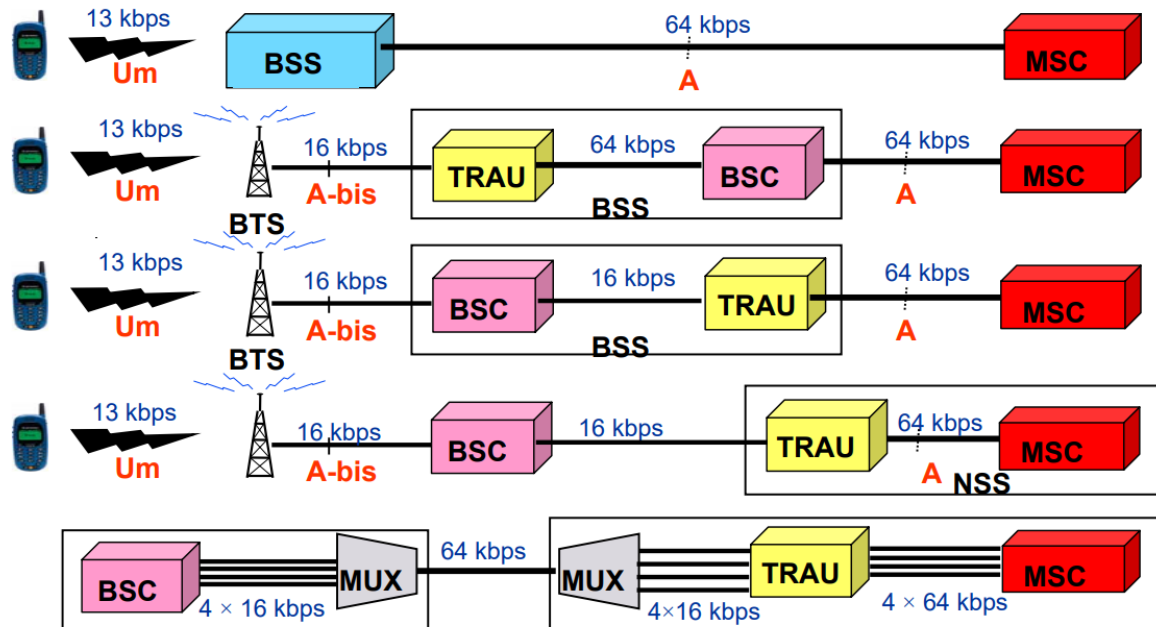 13 kbps
Um
BSS
64 kbps
A
MSC
13 kbps
Um
BTS
16 kbps
A-bis
TRAU
64 kbps
BSC
BSS
64 kbps
A
MSC
13 kbps
Um
BTS
16 kbps
A-bis
BSC
16 kbps
TRAU
BSS
64 kbps
A
MSC
13 kbps
Um
16 kbps
A-bis
BSC
16 kbps
TRAU
64 kbps
A
MSC
NSS
BSC
4 × 16 kbps
MUX
64 kbps
MUX
4×16 kbps
TRAU
4 × 64 kbps
MSC